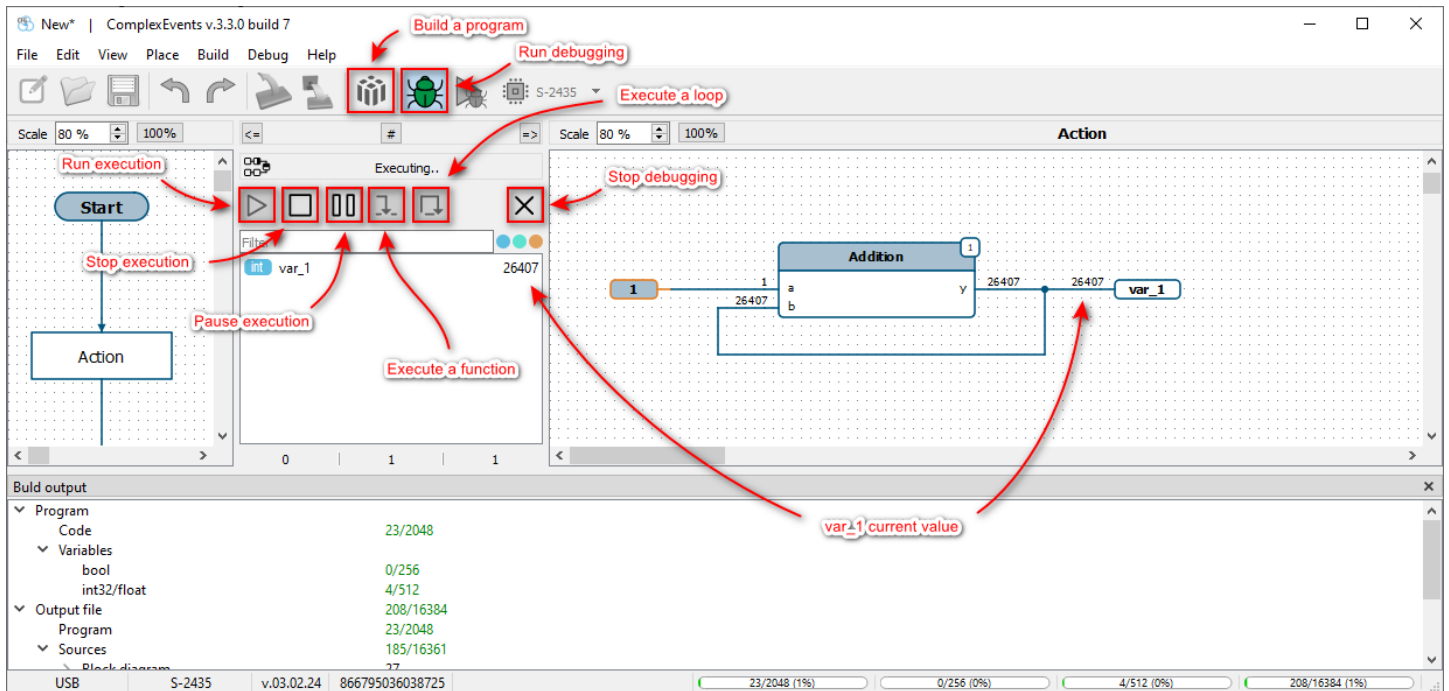 New* | ComplexEvents v.3.3.0 build 7
Build a program
File Edit View Place Build Debug Help
Run debugging
S-2435
Execute a loop
Scale 80 % 100%
<= # =>
Scale 80 % 100%
Action
Run execution
Executing..
Stop debugging
Start
Filter
Stop execution
int var_1 26407
Pause execution
Action
Execute a function
0 | 1 | 1
Addition
1
1
1
a
26407
b
y
26407
26407
var_1
var_1 current value
Buld output
Program
Code 23/2048
Variables
bool 0/256
int32/float 4/512
Output file 208/16384
Program 23/2048
Sources 185/16361
Block diagram 27
USB S-2435 v.03.02.24 866795036038725 23/2048 (1%) 0/256 (0%) 4/512 (0%) 208/16384 (1%)